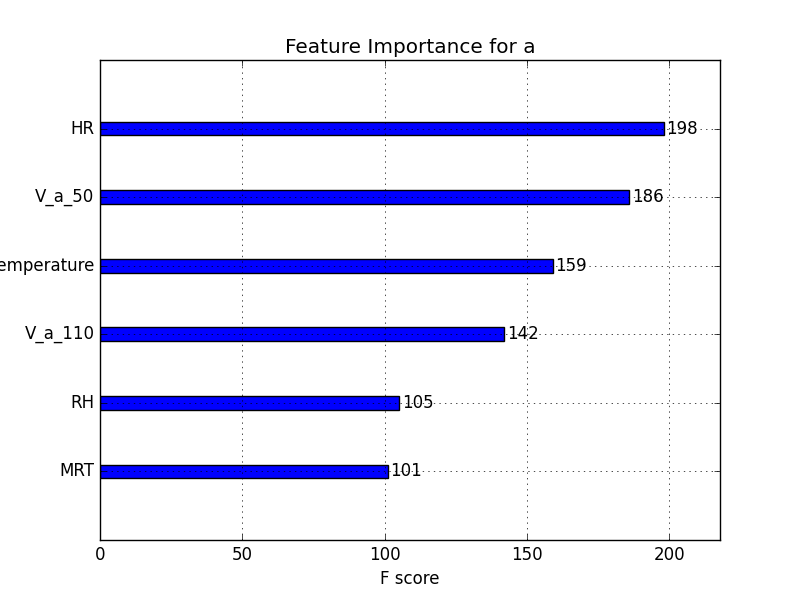 Feature Importance for a
HR
198
V_a_50
186
emperature
159
V_a_110
142
RH
105
MRT
101
0 50 100 150 200
F score